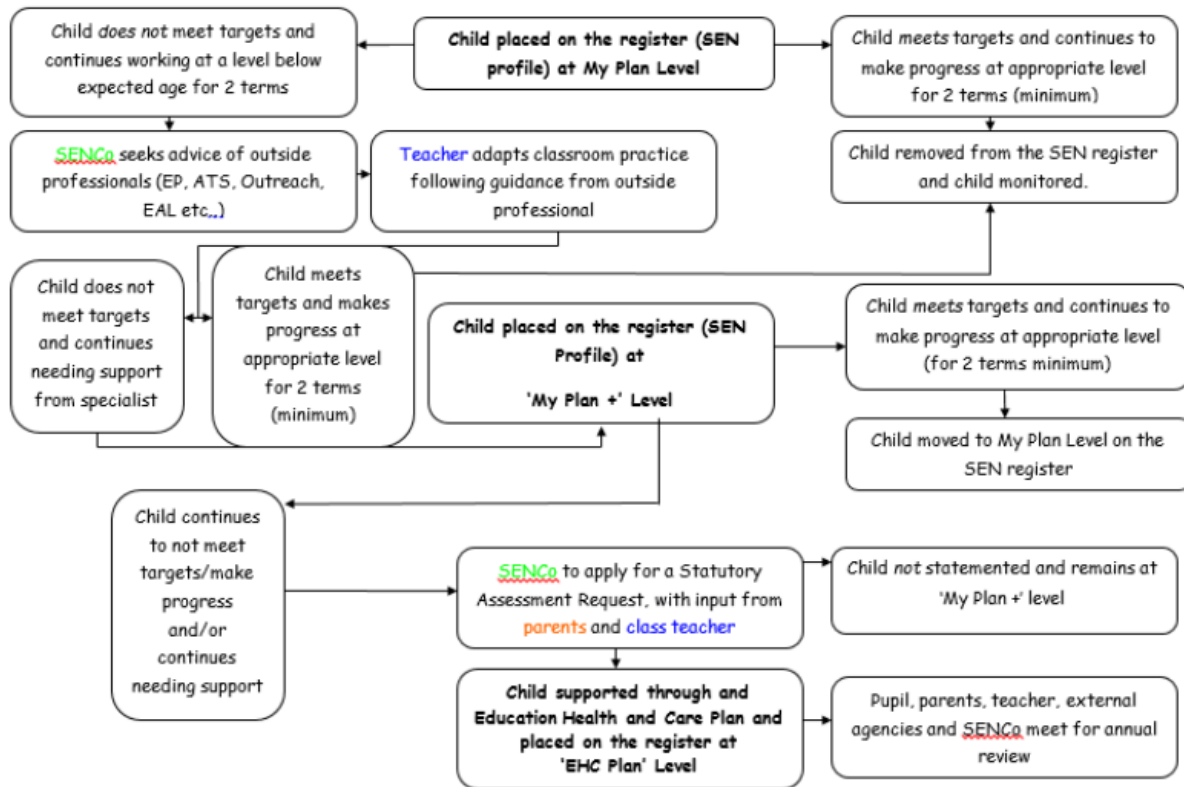 Child does not meet targets and
continues working at a level below
expected age for 2 terms
Child placed on the register (SEN
profile) at My Plan Level
Child meets targets and continues to
make progress at appropriate level
for 2 terms (minimum)
SENCo seeks advice of outside
professionals (EP, ATS, Outreach,
EAL etc…)
Teacher adapts classroom practice
following guidance from outside
professional
Child removed from the SEN register
and child monitored.
Child does not
meet targets
and continues
needing support
from specialist
Child meets
targets and makes
progress at
appropriate level
for 2 terms
(minimum)
Child placed on the register (SEN
Profile) at
'My Plan +' Level
Child meets targets and continues to
make progress at appropriate level
(for 2 terms minimum)
Child moved to My Plan Level on the
SEN register
Child continues
to not meet
targets/make
progress
and/or
continues
needing support
SENCo to apply for a Statutory
Assessment Request, with input from
parents and class teacher
Child not statemented and remains at
'My Plan +' level
Child supported through and
Education Health and Care Plan and
placed on the register at
'EHC Plan' Level
Pupil, parents, teacher, external
agencies and SENCo meet for annual
review